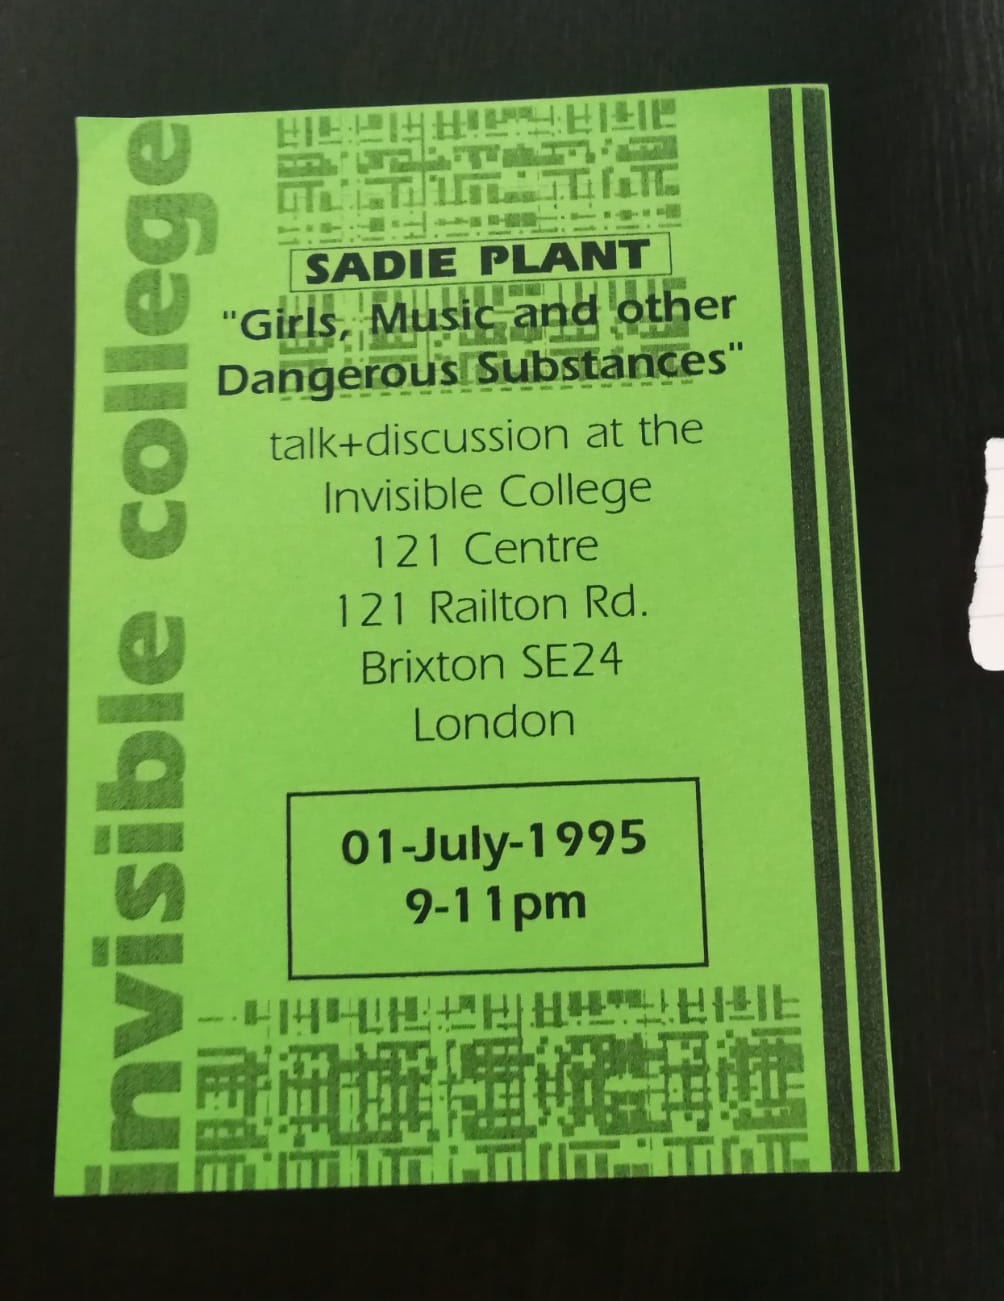 invisible college
SADIE PLANT
"Girls, Music and other
Dangerous Substances"
talk+discussion at the
Invisible College
121 Centre
121 Railton Rd.
Brixton SE24
London
01-July-1995
9-11pm